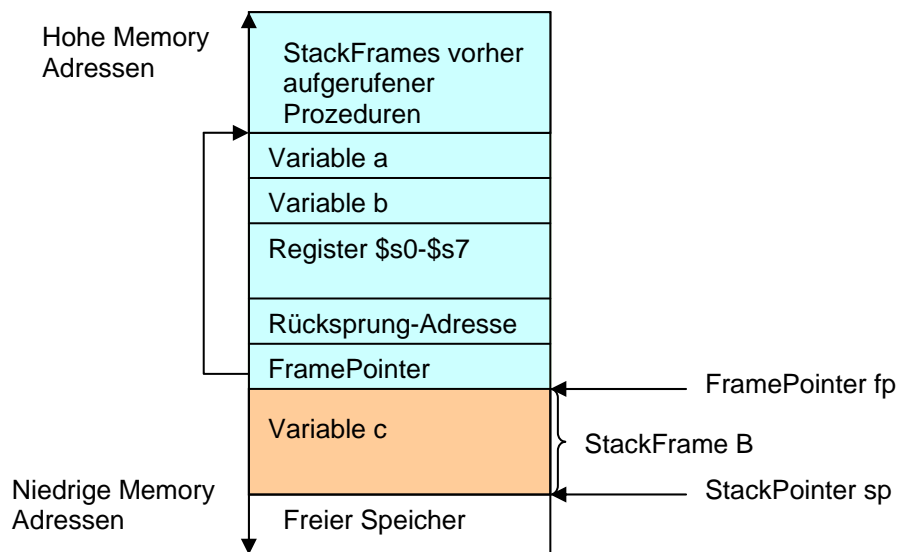 Hohe Memory
Adressen
StackFrames vorher
aufgerufener
Prozeduren
Variable a
Variable b
Register $s0-$s7
Rücksprung-Adresse
FramePointer
FramePointer fp
Variable c
StackFrame B
StackPointer sp
Niedrige Memory
Adressen
Freier Speicher